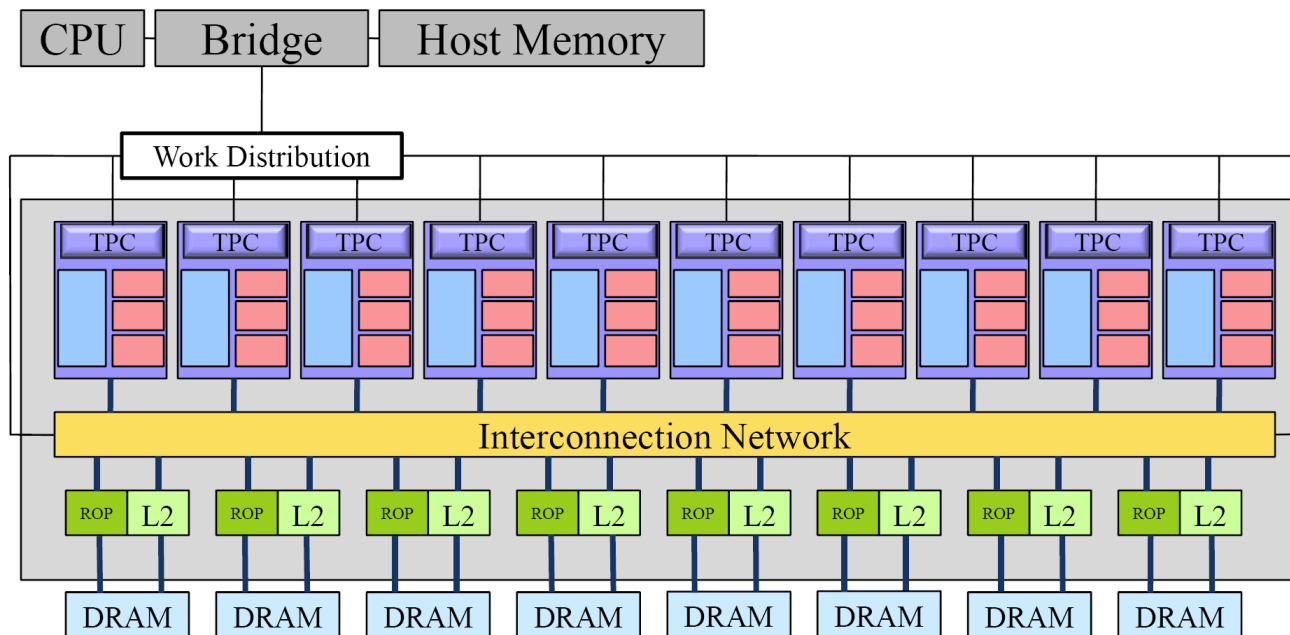 CPU Bridge Host Memory
Work Distribution
TPC TPC TPC TPC TPC TPC TPC TPC TPC TPC
Interconnection Network
ROP L2 ROP L2 ROP L2 ROP L2 ROP L2 ROP L2 ROP L2 ROP L2
DRAM DRAM DRAM DRAM DRAM DRAM DRAM DRAM